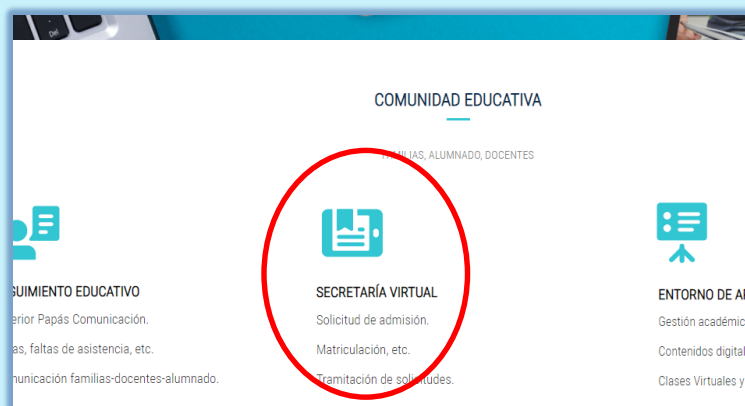 Del
COMUNIDAD EDUCATIVA
FAMILIAS, ALUMNADO, DOCENTES
GUIMIENTO EDUCATIVO
erior Papás Comunicación.
as, faltas de asistencia, etc.
municación familias-docentes-alumnado.
SECRETARÍA VIRTUAL
Solicitud de admisión.
Matriculación, etc.
Tramitación de solicitudes.
ENTORNO DE A
Gestión académic
Contenidos digital
Clases Virtuales y